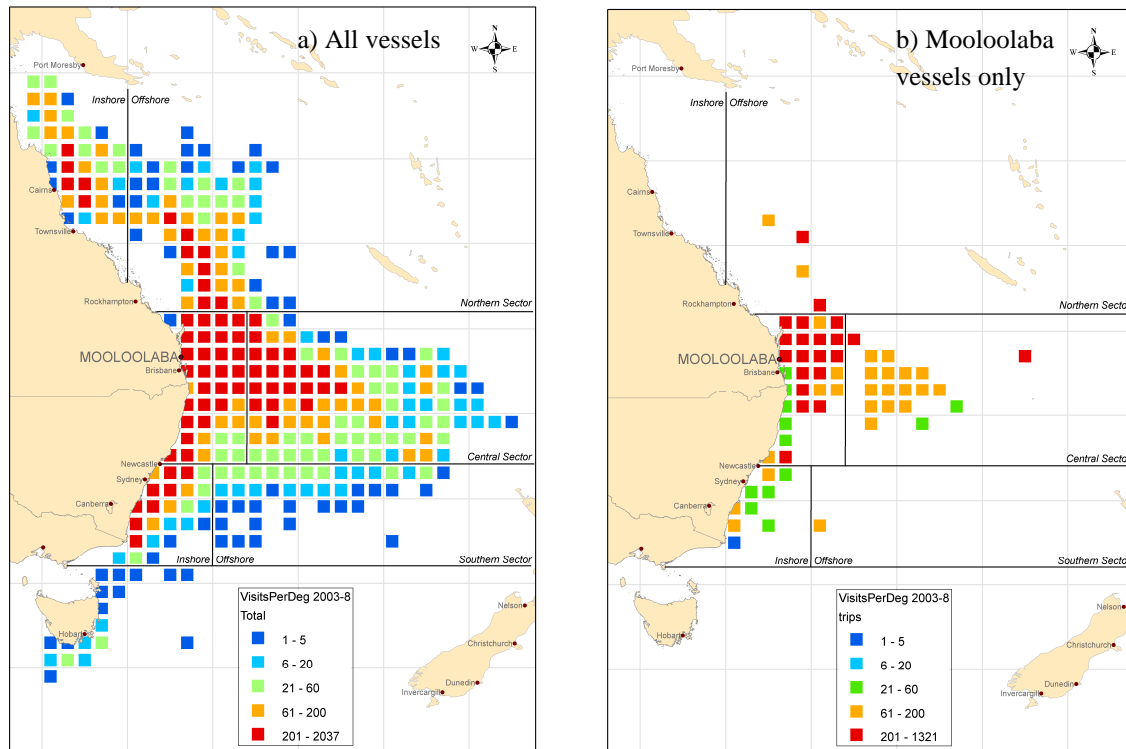 a) All vessels
N
W E
S
Port Moresby
Inshore Offshore
Cairns
Townsville
Rockhampton
Northern Sector
MOOLOOLABA
Brisbane
Central Sector
Newcastle
Sydney
Canberra
Inshore Offshore
Southern Sector
Hobart
Nelson
Christchurch
Dunedin
Invercargill
VisitsPerDeg 2003-8
Total
1 - 5
6 - 20
21 - 60
61 - 200
201 - 2037
b) Mooloolaba
vessels only
N
W E
S
Port Moresby
Inshore Offshore
Cairns
Townsville
Rockhampton
Northern Sector
MOOLOOLABA
Brisbane
Central Sector
Newcastle
Sydney
Canberra
Inshore Offshore
Southern Sector
Hobart
Nelson
Christchurch
Dunedin
Invercargill
VisitsPerDeg 2003-8
trips
1 - 5
6 - 20
21 - 60
61 - 200
201 - 1321